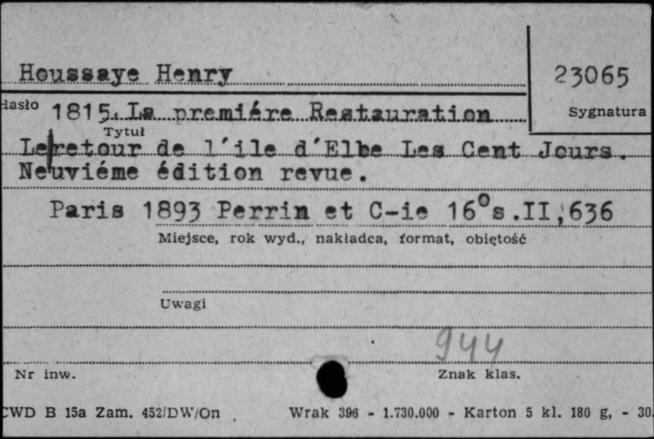 Houssaye Henry
23065
Hasło
Sygnatura
1815. La premiére Restauration
Tytuł
Le retour de l'ile d'Elbe Les Cent Jours.
Neuviéme édition revue.
Paris 1893 Perrin et C-ie 16°s.II,636
Miejsce, rok wyd., nakładca, format, objętość
Uwagi
944
Nr inw.
Znak klas.
CWD B 15a Zam. 452/DW/On Wrak 396 - 1.730.000 - Karton 5 kl. 180 g, - 30.